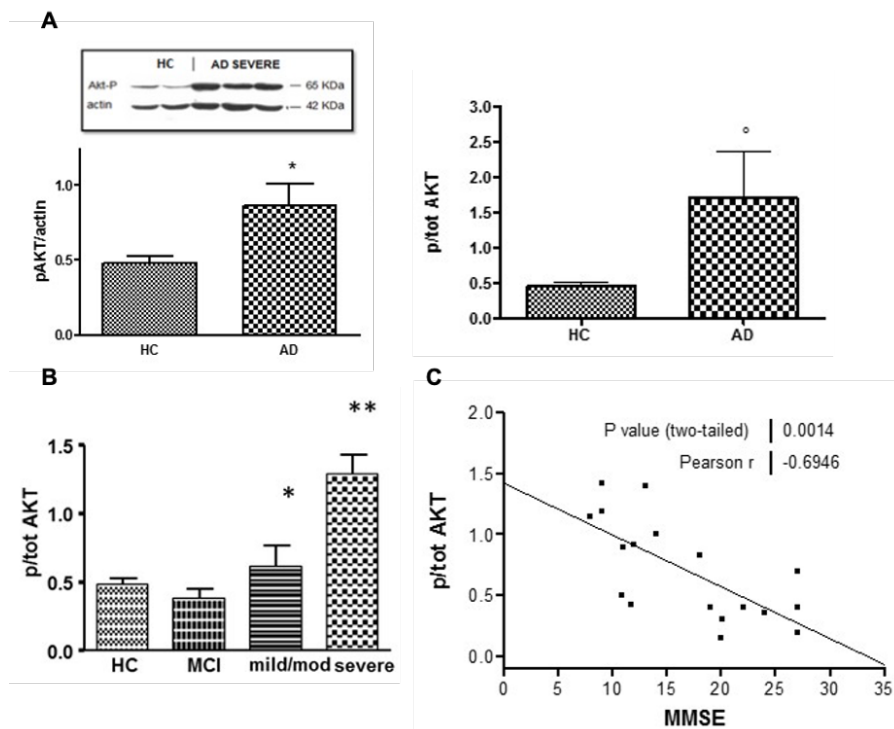 A
HC | AD SEVERE
Akt-P — 65 KDa
actin — 42 KDa
1.0
0.5
0.0
pAKT/actin
*
HC AD
3.0
2.5
2.0
1.5
1.0
0.5
0.0
p/tot AKT
°
HC AD
B
1.5
1.0
0.5
0.0
p/tot AKT
*
**
HC MCI mild/mod severe
C
2.0
1.5
1.0
0.5
0.0
p/tot AKT
P value (two-tailed) | 0.0014
Pearson r | -0.6946
0 5 10 15 20 25 30 35
MMSE